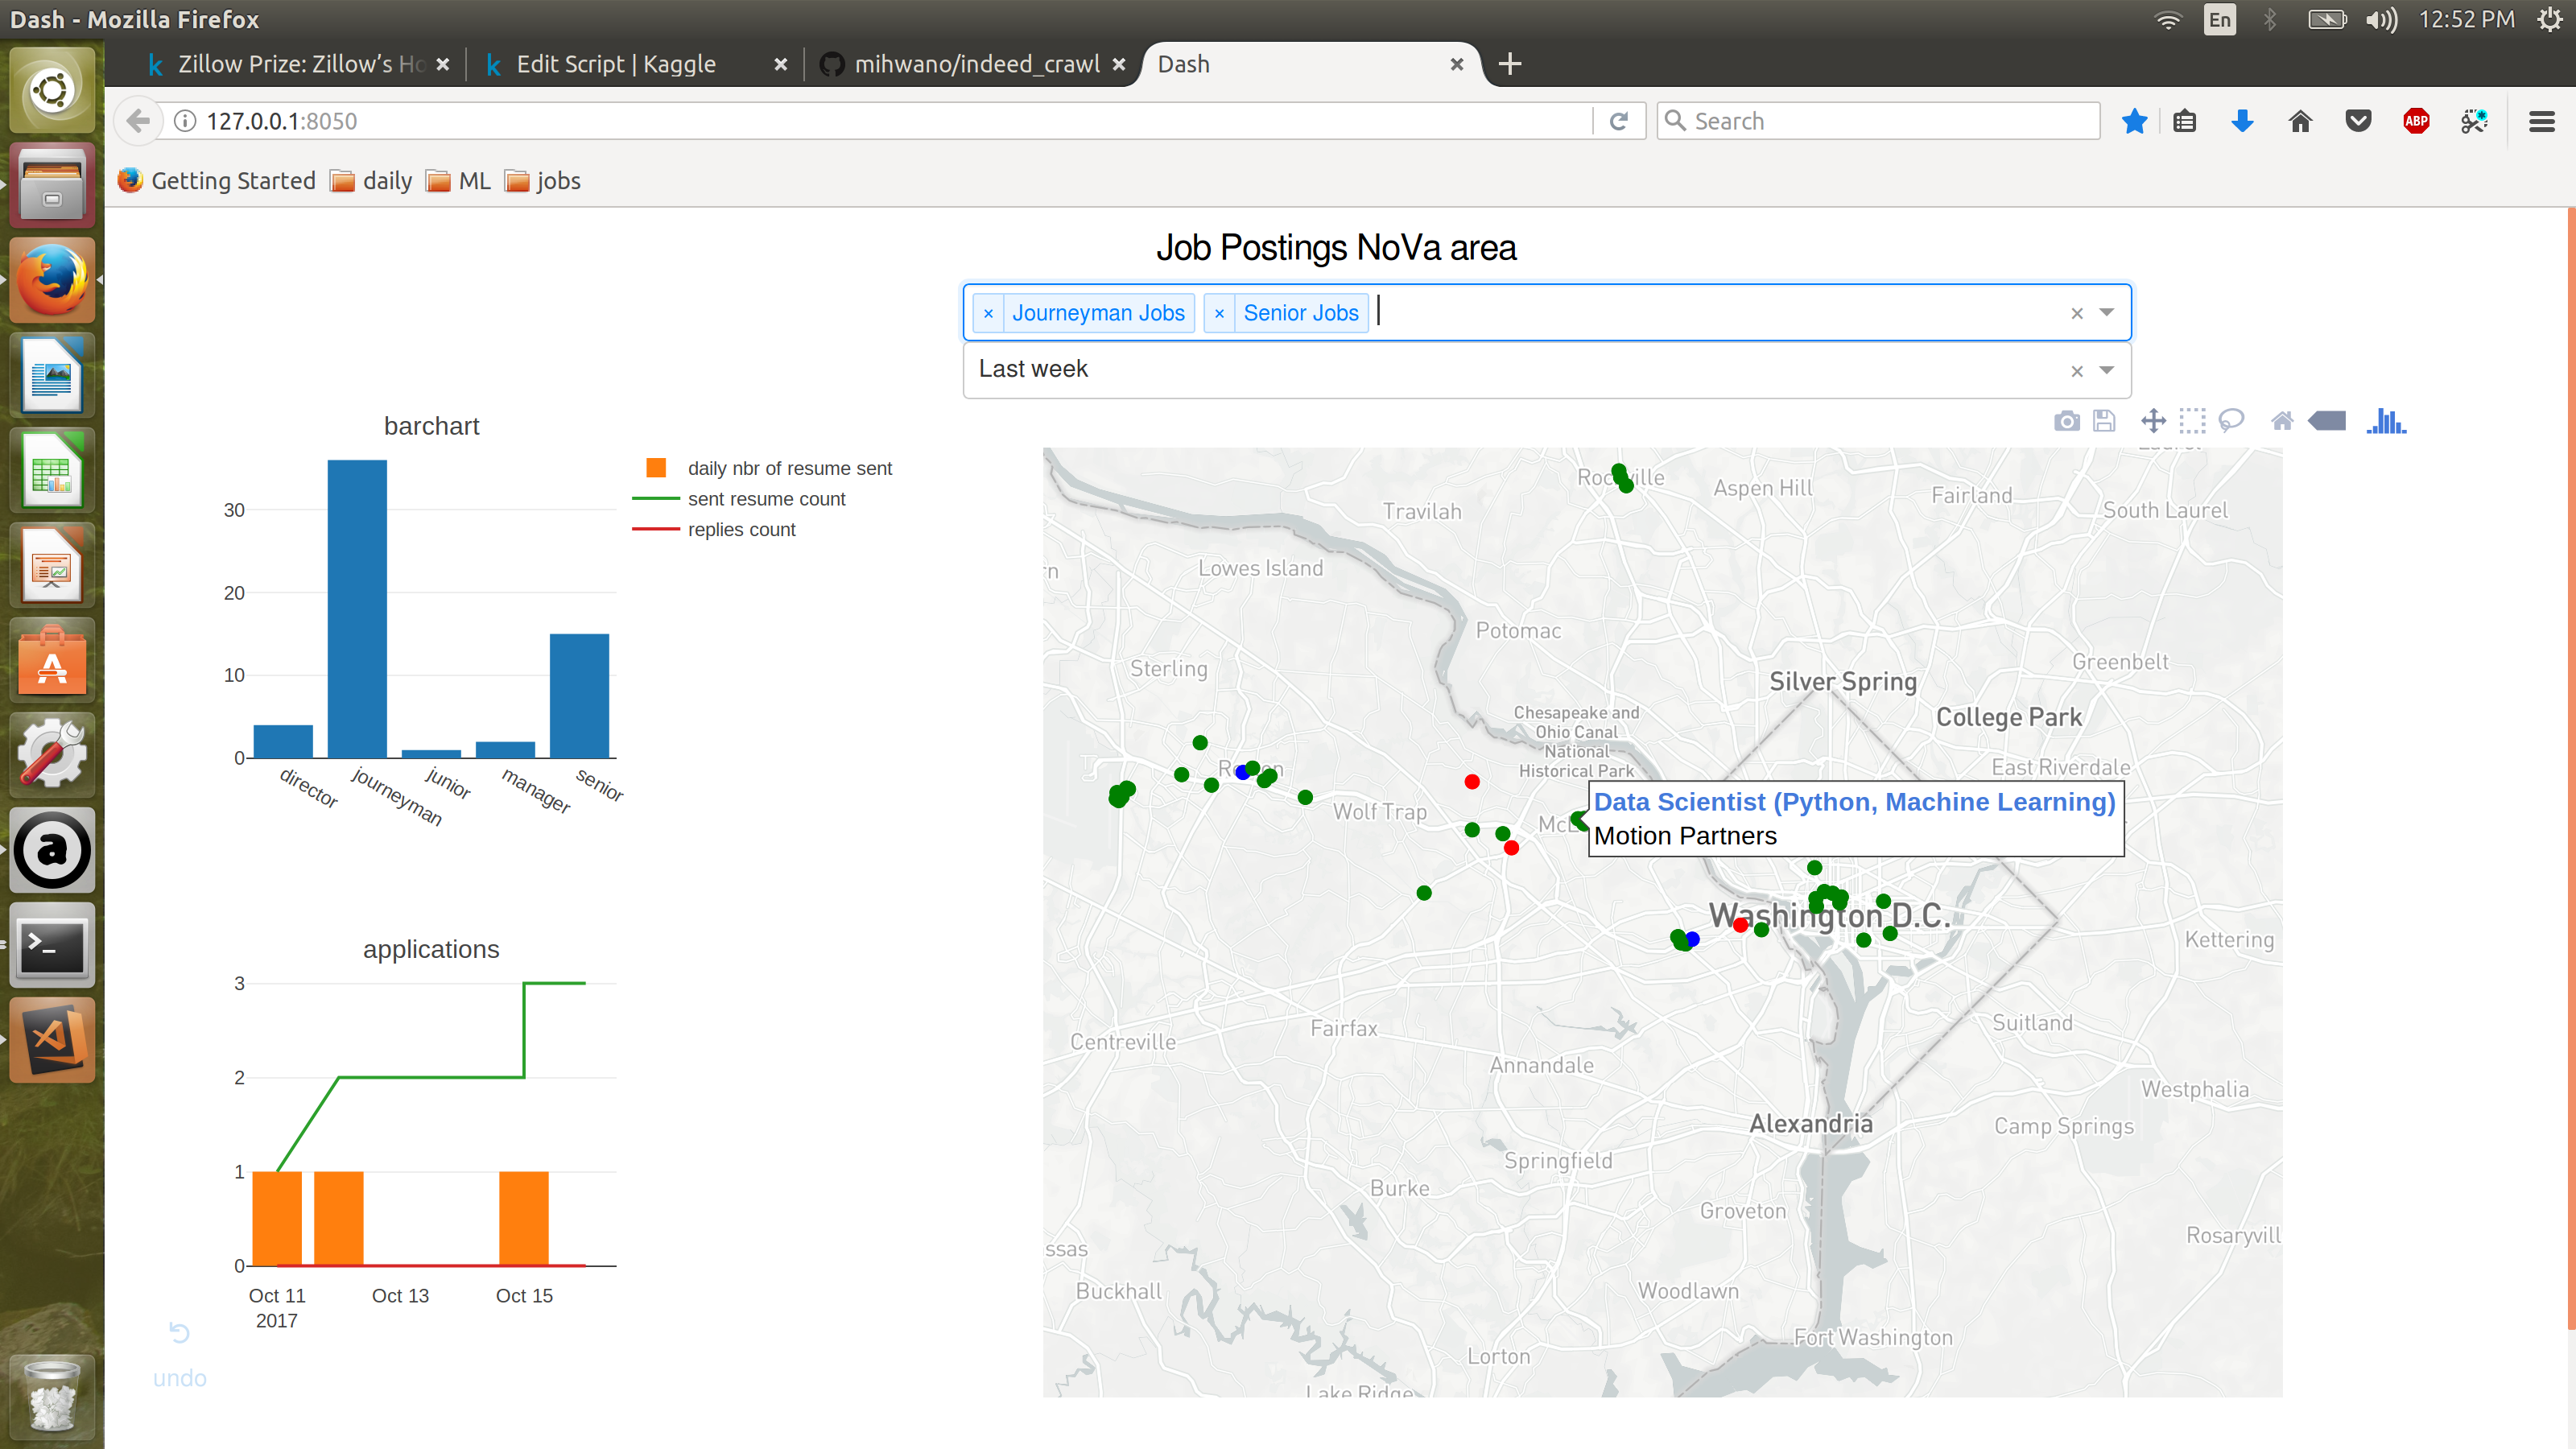 Dash - Mozilla Firefox
En
12:52 PM
Zillow Prize: Zillow's Ho
Edit Script | Kaggle
mihwano/indeed_crawl
Dash
127.0.0.1:8050
Search
ABP
Getting Started
daily
ML
jobs
Job Postings NoVa area
× Journeyman Jobs × Senior Jobs
Last week
barchart
30
20
10
0
director
journeyman
junior
manager
senior
daily nbr of resume sent
sent resume count
replies count
applications
3
2
1
0
Oct 11
2017
Oct 13
Oct 15
undo
Rockville
Aspen Hill
Fairland
Travilah
South Laurel
Lowes Island
Potomac
Sterling
Greenbelt
Silver Spring
Chesapeake and
Ohio Canal
National
Historical Park
College Park
East Riverdale
Reston
Wolf Trap
McL
Data Scientist (Python, Machine Learning)
Motion Partners
Washington D.C.
Kettering
Fairfax
Centreville
Suitland
Annandale
Westphalia
Alexandria
Camp Springs
Springfield
Burke
Groveton
Rosaryvill
ssas
Buckhall
Woodlawn
Fort Washington
Lorton
Lake Ridge